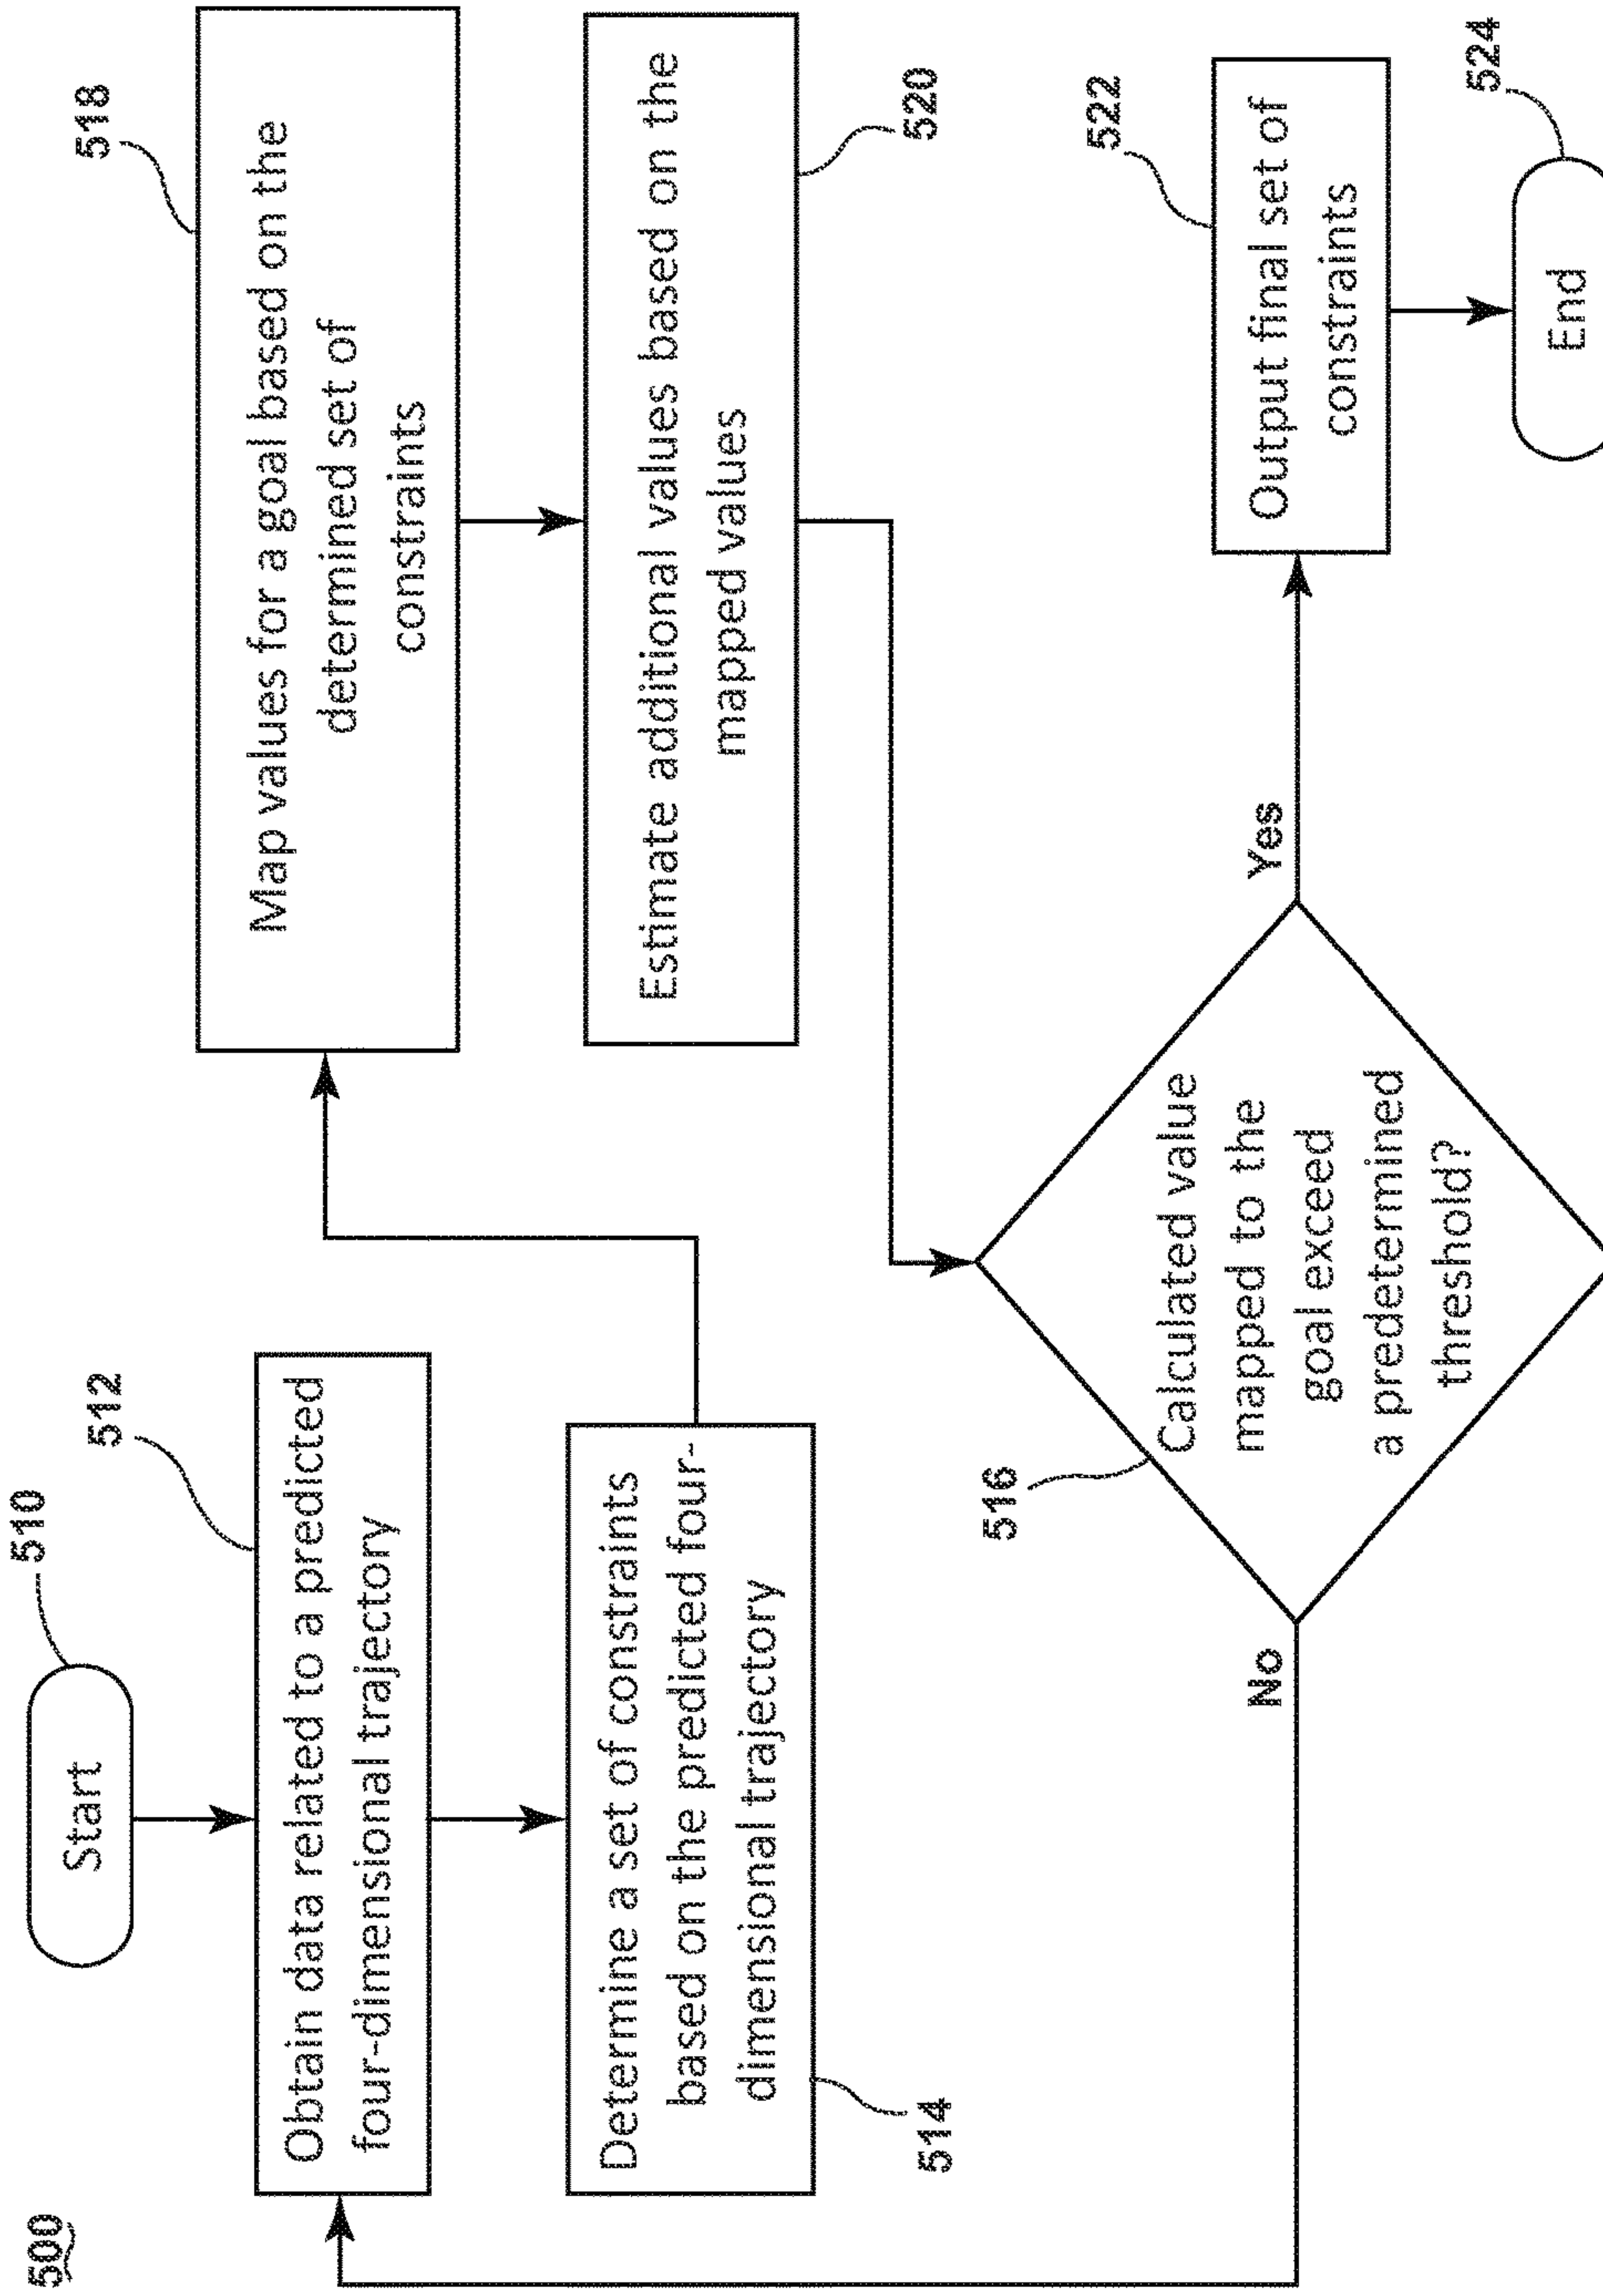 500
510
Start
512
Obtain data related to a predicted
four-dimensional trajectory
Determine a set of constraints
based on the predicted four-
dimensional trajectory
514
518
Map values for a goal based on the
determined set of
constraints
Estimate additional values based on the
mapped values
520
516
Calculated value
mapped to the
goal exceed
a predetermined
threshold?
No
Yes
522
Output final set of
constraints
524
End